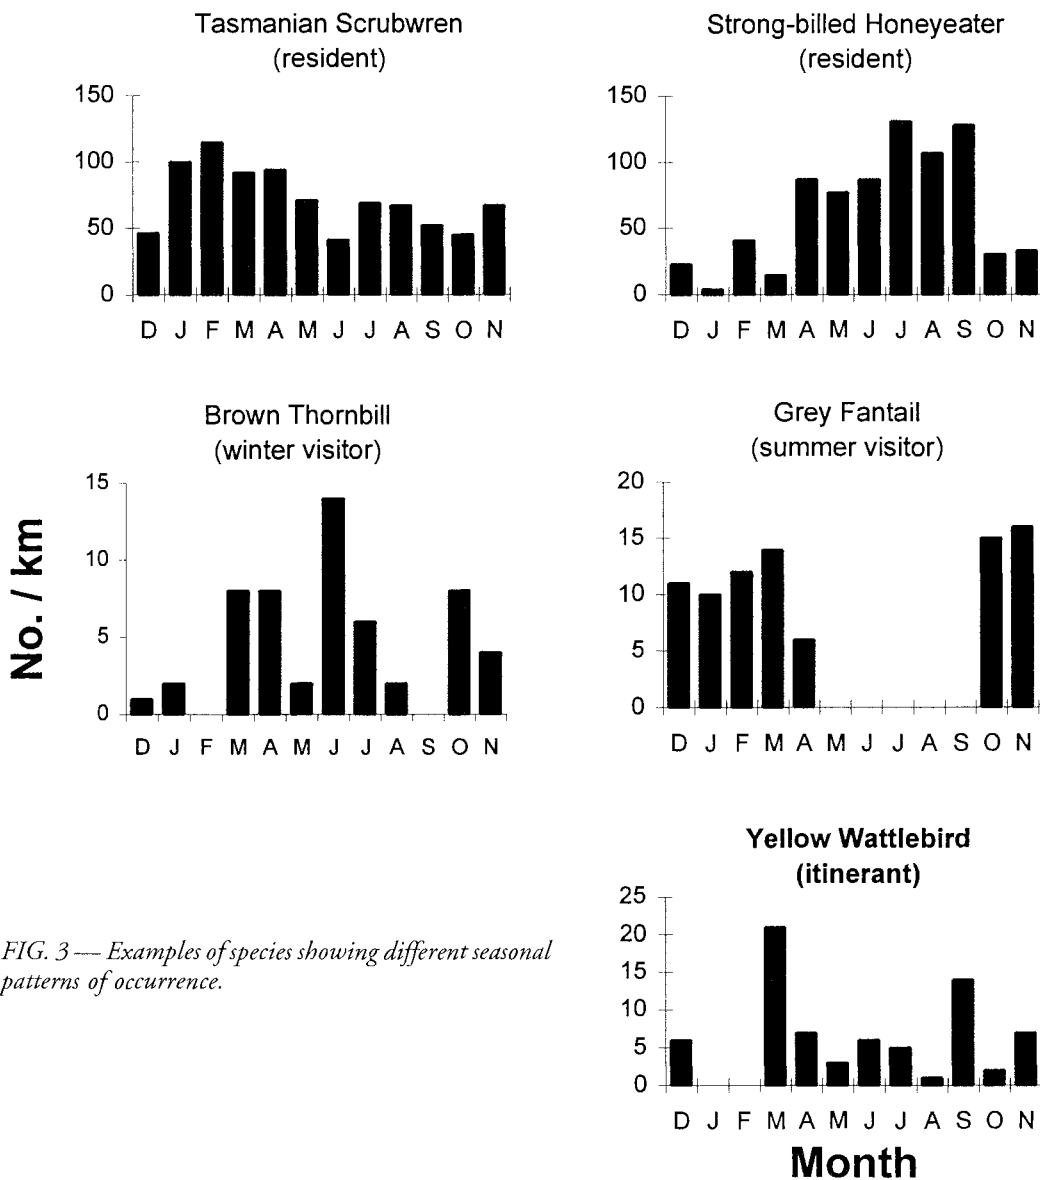 Tasmanian Scrubwren
(resident)
150
100
50
0
D J F M A M J J A S O N
Strong-billed Honeyeater
(resident)
150
100
50
0
D J F M A M J J A S O N
No. / km
Brown Thornbill
(winter visitor)
15
10
5
0
D J F M A M J J A S O N
Grey Fantail
(summer visitor)
20
15
10
5
0
D J F M A M J J A S O N
Yellow Wattlebird
(itinerant)
25
20
15
10
5
0
D J F M A M J J A S O N
Month
FIG. 3 — Examples of species showing different seasonal
patterns of occurrence.